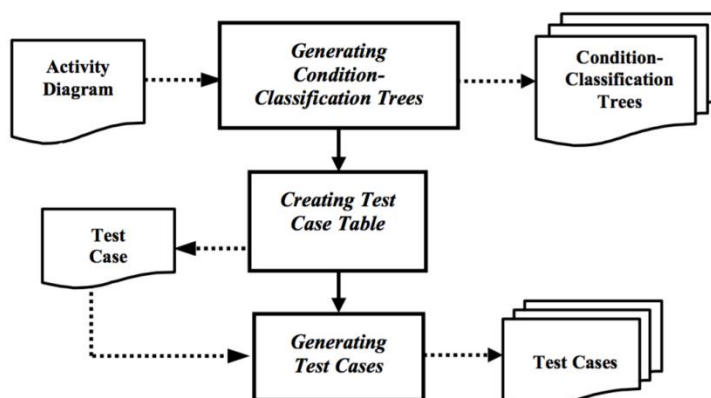 Activity
Diagram
Generating
Condition-
Classification Trees
Condition-
Classification
Trees
Creating Test
Case Table
Test
Case
Generating
Test Cases
Test Cases